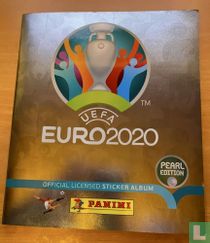 TM
UEFA
EURO2020
PEARL
EDITION
OFFICIAL LICENSED STICKER ALBUM
PANINI